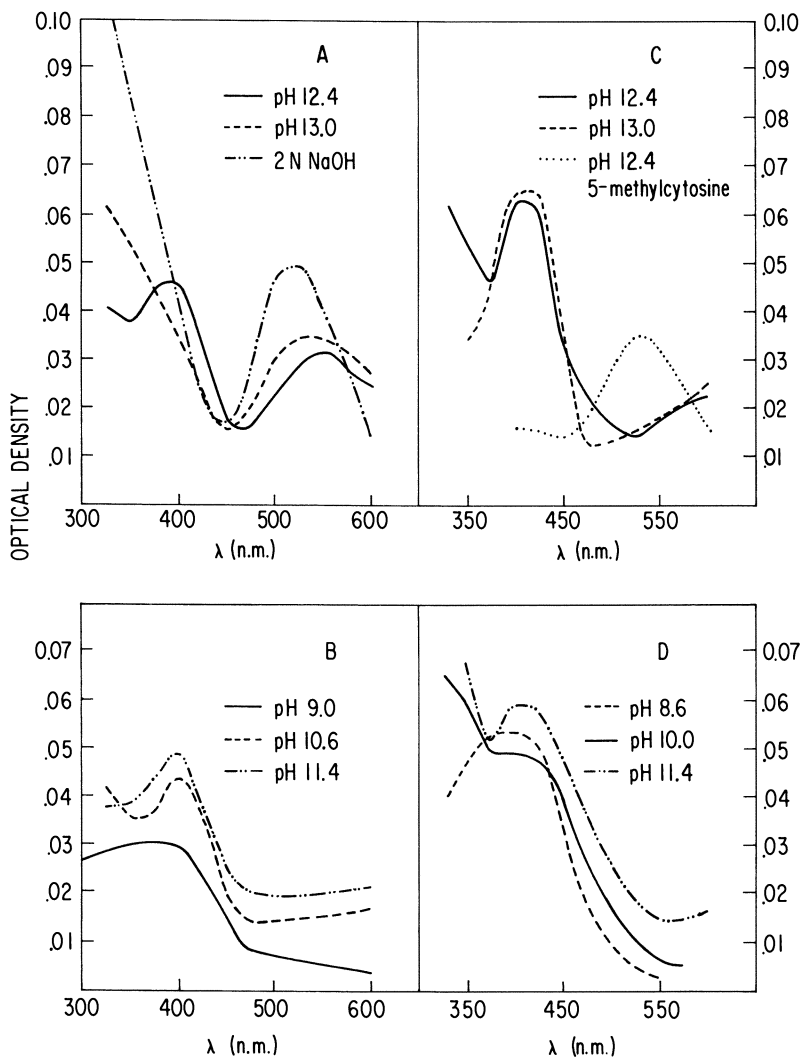 OPTICAL DENSITY
A
pH 12.4
pH 13.0
2N NaOH
0.10
.09
.08
.07
.06
.05
.04
.03
.02
.01
300 400 500 600
λ (n.m.)
C
pH 12.4
pH 13.0
pH 12.4
5-methylcytosine
0.10
.09
.08
.07
.06
.05
.04
.03
.02
.01
350 450 550
λ (n.m.)
B
pH 9.0
pH 10.6
pH 11.4
0.07
.06
.05
.04
.03
.02
.01
300 400 500 600
λ (n.m.)
D
pH 8.6
pH 10.0
pH 11.4
0.07
.06
.05
.04
.03
.02
.01
350 450 550
λ (n.m.)